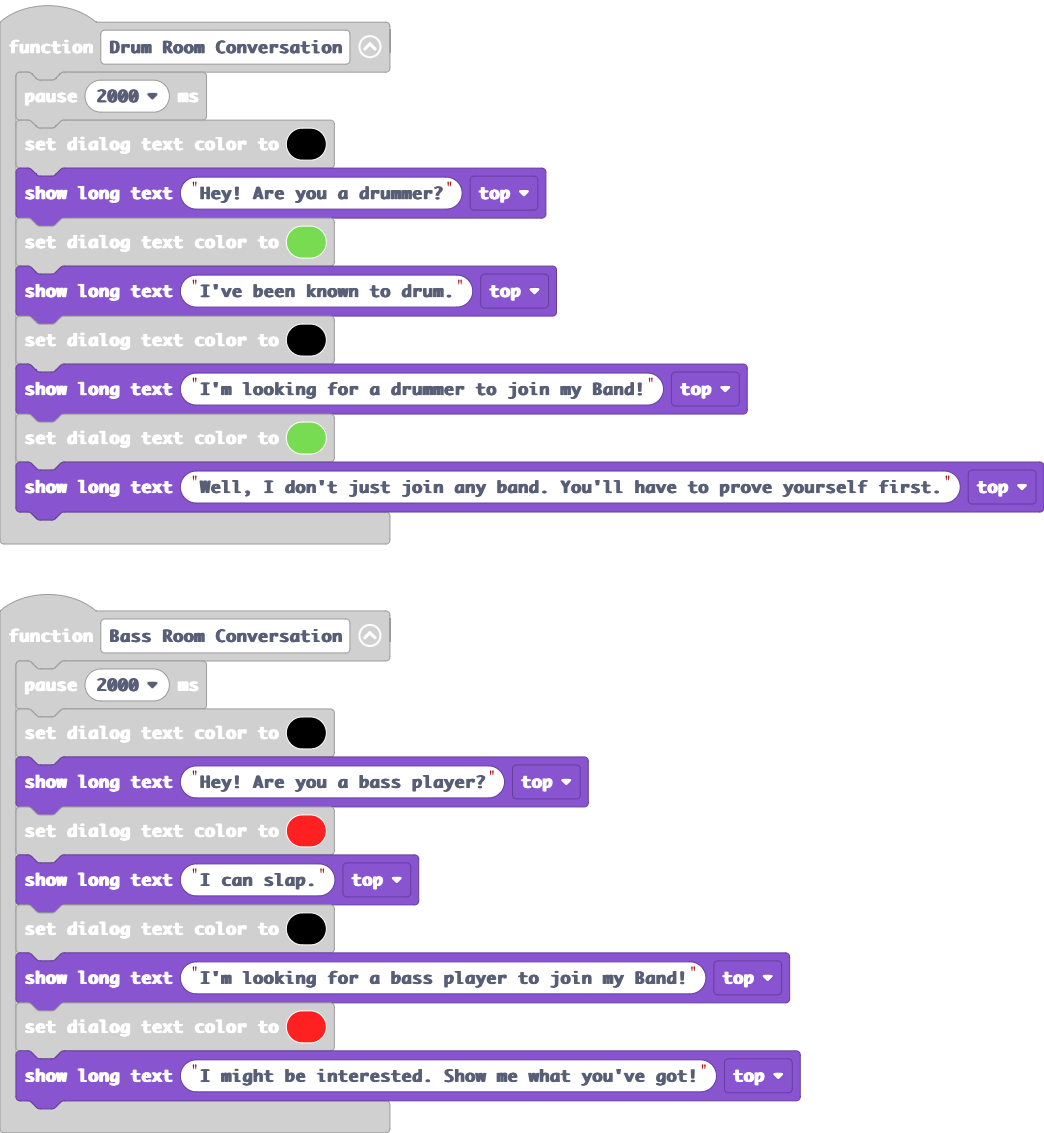 function Drum Room Conversation
pause 2000 ms
set dialog text color to
show long text "Hey! Are you a drummer?" top
set dialog text color to
show long text "I've been known to drum." top
set dialog text color to
show long text "I'm looking for a drummer to join my Band!" top
set dialog text color to
show long text "Well, I don't just join any band. You'll have to prove yourself first." top
function Bass Room Conversation
pause 2000 ms
set dialog text color to
show long text "Hey! Are you a bass player?" top
set dialog text color to
show long text "I can slap." top
set dialog text color to
show long text "I'm looking for a bass player to join my Band!" top
set dialog text color to
show long text "I might be interested. Show me what you've got!" top